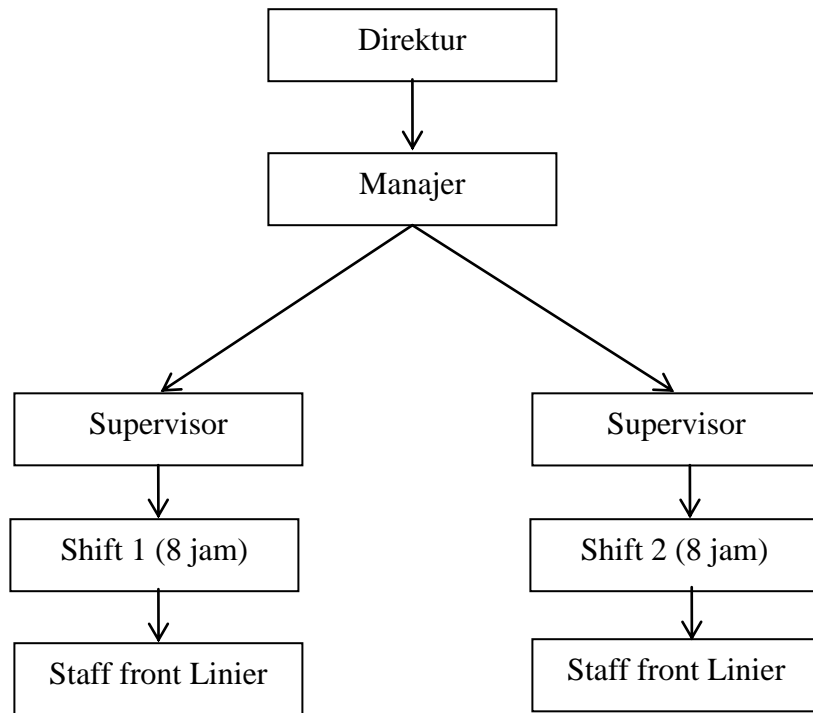 Direktur
Manajer
Supervisor
Supervisor
Shift 1 (8 jam)
Shift 2 (8 jam)
Staff front Linier
Staff front Linier